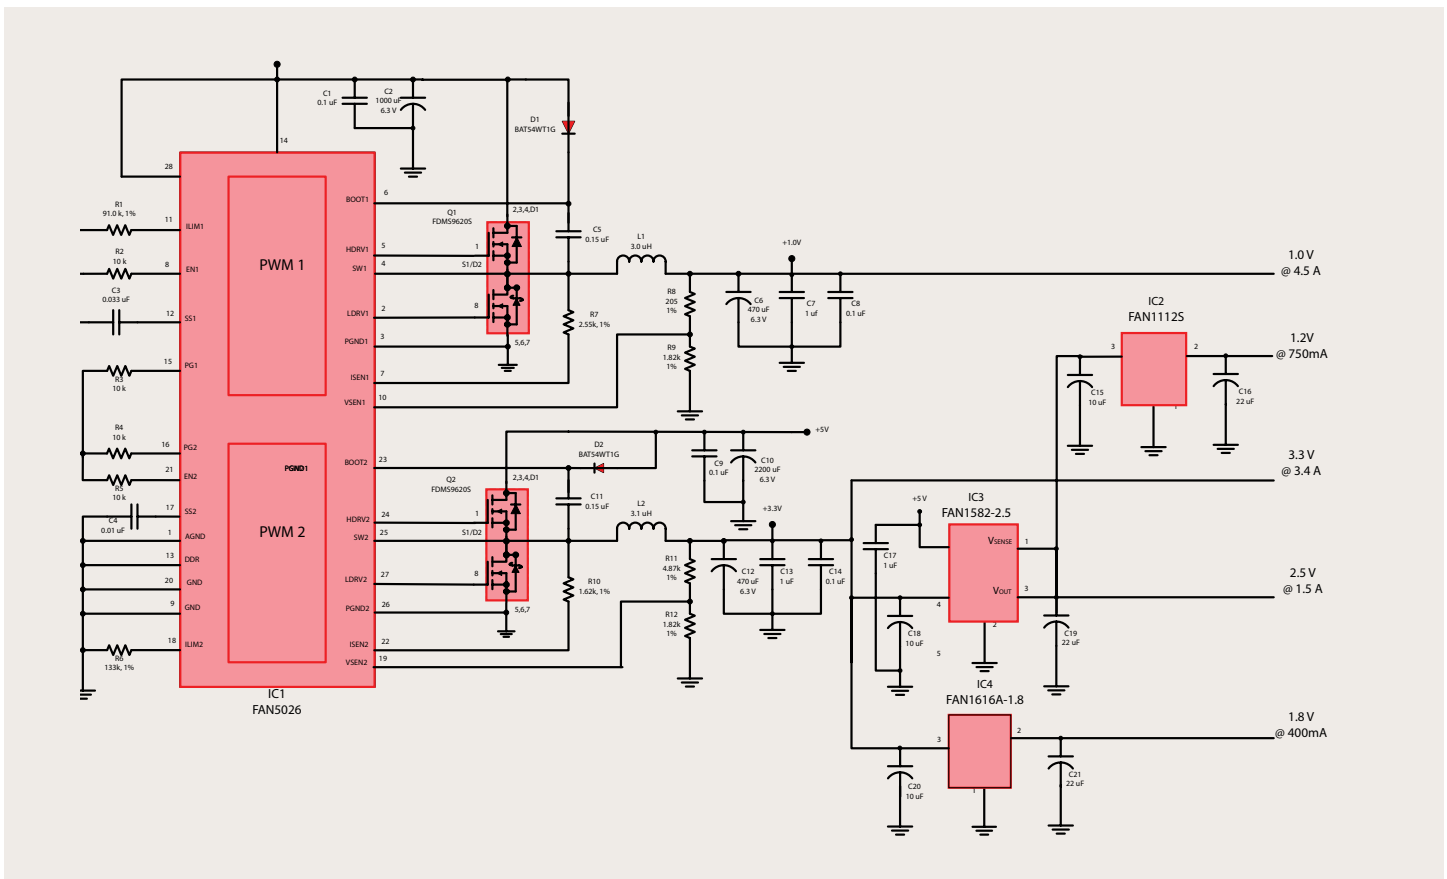 C1
0.1 uF
C2
1000 uF
6.3 V
D1
BAT54WT1G
14
28
6
BOOT1
R1
91.0 k, 1%
11
ILIM1
R2
10 k
8
EN1
C3
0.033 uF
12
SS1
15
PG1
R3
10 k
R4
10 k
16
PG2
21
EN2
R5
10 k
17
SS2
C4
0.01 uF
1
AGND
13
DDR
20
GND
9
GND
18
ILIM2
R6
133k, 1%
PWM 1
PGND1
PWM 2
IC1
FAN5026
HDRV1
5
SW1
4
LDRV1
2
PGND1
3
ISEN1
7
VSEN1
10
BOOT2
23
HDRV2
24
SW2
25
LDRV2
27
PGND2
26
ISEN2
22
VSEN2
19
Q1
FDMS9620S
2,3,4,D1
1
S1/D2
8
5,6,7
C5
0.15 uF
L1
3.0 uH
R7
2.55k, 1%
R8
205
1%
R9
1.82k
1%
+1.0V
C6
470 uF
6.3 V
C7
1 uf
C8
0.1 uF
D2
BAT54WT1G
+5V
C9
0.1 uF
C10
2200 uF
6.3 V
Q2
FDMS9620S
2,3,4,D1
1
S1/D2
8
5,6,7
C11
0.15 uF
L2
3.1 uH
R10
1.62k, 1%
R11
4.87k
1%
R12
1.82k
1%
+3.3V
C12
470 uF
6.3 V
C13
1 uF
C14
0.1 uF
1.0 V
@ 4.5 A
IC2
FAN1112S
3
2
1
C15
10 uF
C16
22 uF
1.2V
@ 750mA
3.3 V
@ 3.4 A
+5 V
IC3
FAN1582-2.5
VSENSE
1
VOUT
3
4
2
5
C17
1 uF
C18
10 uF
C19
22 uF
2.5 V
@ 1.5 A
IC4
FAN1616A-1.8
3
2
1
C20
10 uF
C21
22 uF
1.8 V
@ 400mA